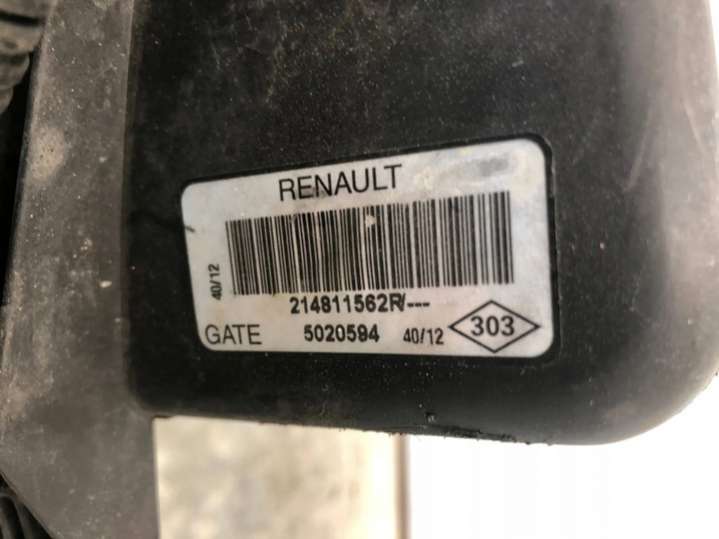 RENAULT
40/12
214811562R/---
GATE 5020594 40/12 303